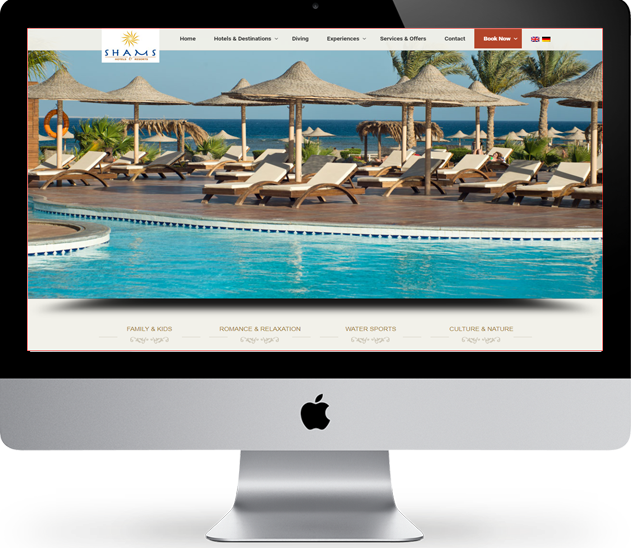 SHAMS
HOTELS & RESORTS
Home
Hotels & Destinations
Diving
Experiences
Services & Offers
Contact
Book Now
FAMILY & KIDS
ROMANCE & RELAXATION
WATER SPORTS
CULTURE & NATURE